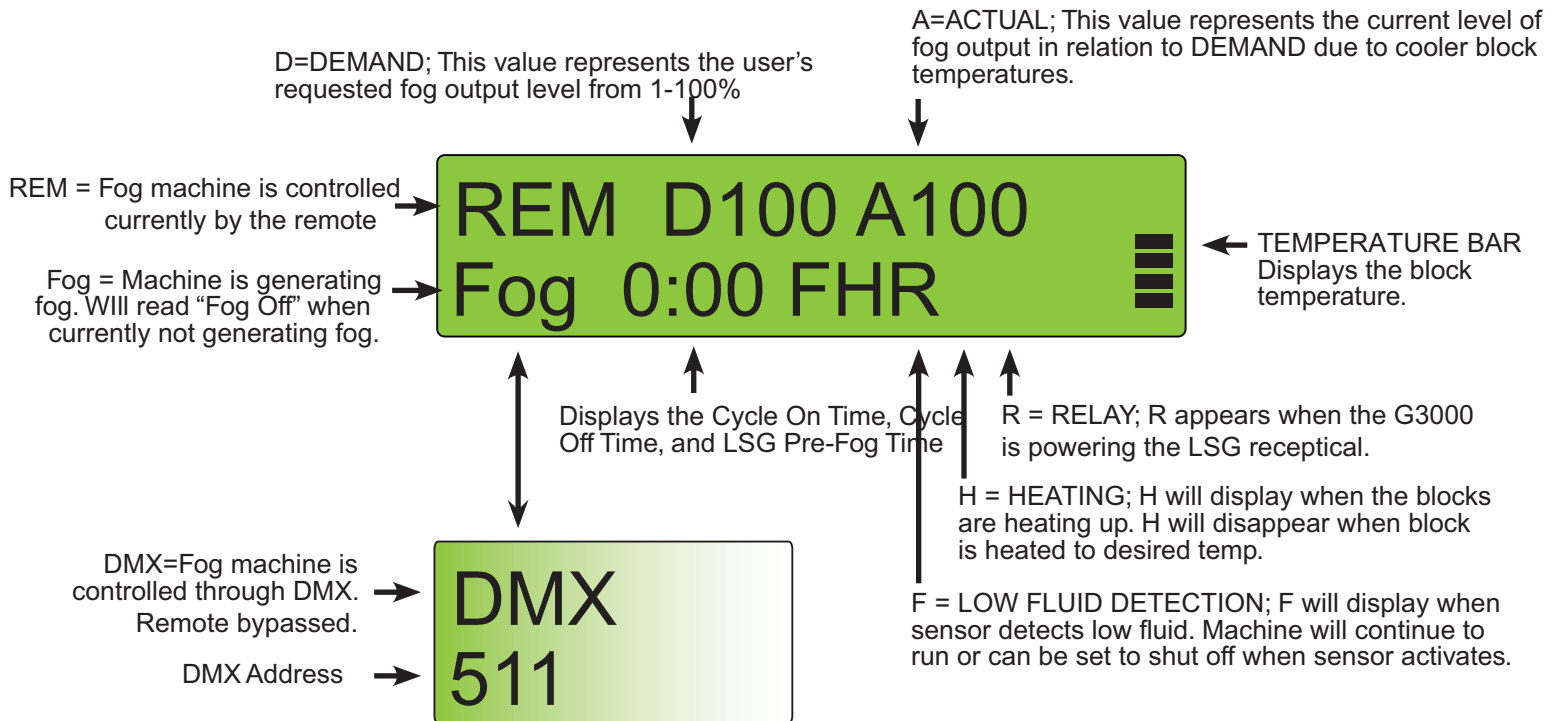 A=ACTUAL; This value represents the current level of
fog output in relation to DEMAND due to cooler block
temperatures.
D=DEMAND; This value represents the user's
requested fog output level from 1-100%
REM = Fog machine is controlled
currently by the remote
REM D100 A100
Fog = Machine is generating
fog. WIll read “Fog Off” when
currently not generating fog.
Fog 0:00 FHR
TEMPERATURE BAR
Displays the block
temperature.
Displays the Cycle On Time, Cycle
Off Time, and LSG Pre-Fog Time
R = RELAY; R appears when the G3000
is powering the LSG receptical.
H = HEATING; H will display when the blocks
are heating up. H will disappear when block
is heated to desired temp.
F = LOW FLUID DETECTION; F will display when
sensor detects low fluid. Machine will continue to
run or can be set to shut off when sensor activates.
DMX=Fog machine is
controlled through DMX.
Remote bypassed.
DMX
DMX Address
511